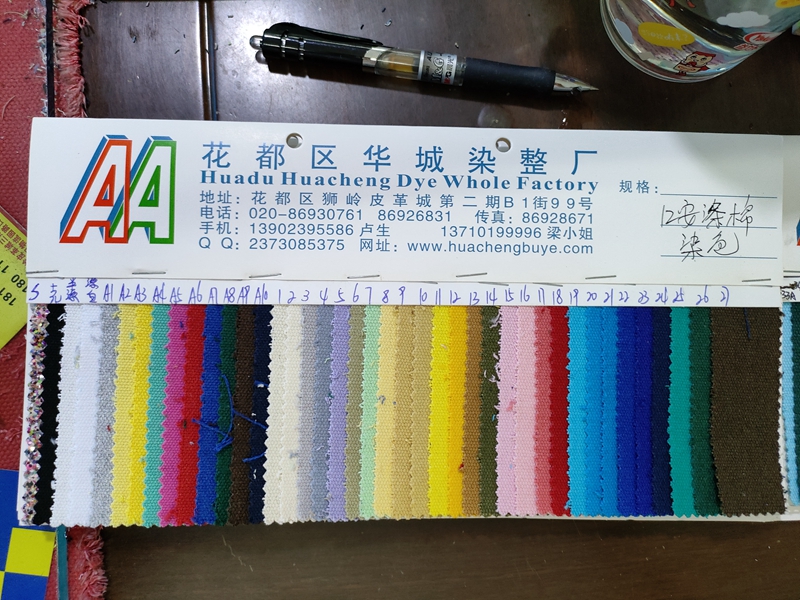 AA
花都区华城染整厂
Huadu Huacheng Dye Whole Factory
地址：花都区狮岭皮革城第二期B1街99号
电话：020-86930761 86926831 传真：86928671
手机：13902395586 卢生 13710199996 梁小姐
QQ：2373085375 网址：www.huachengbuye.com
规格：
12安涤棉
染色
A1 A2 A3 A4 A5 A6 A7 A8 A9 A10 1 2 3 4 5 6 7 8 9 10 11 12 13 14 15 16 17 18 19 20 21 22 23 24 25 26 27